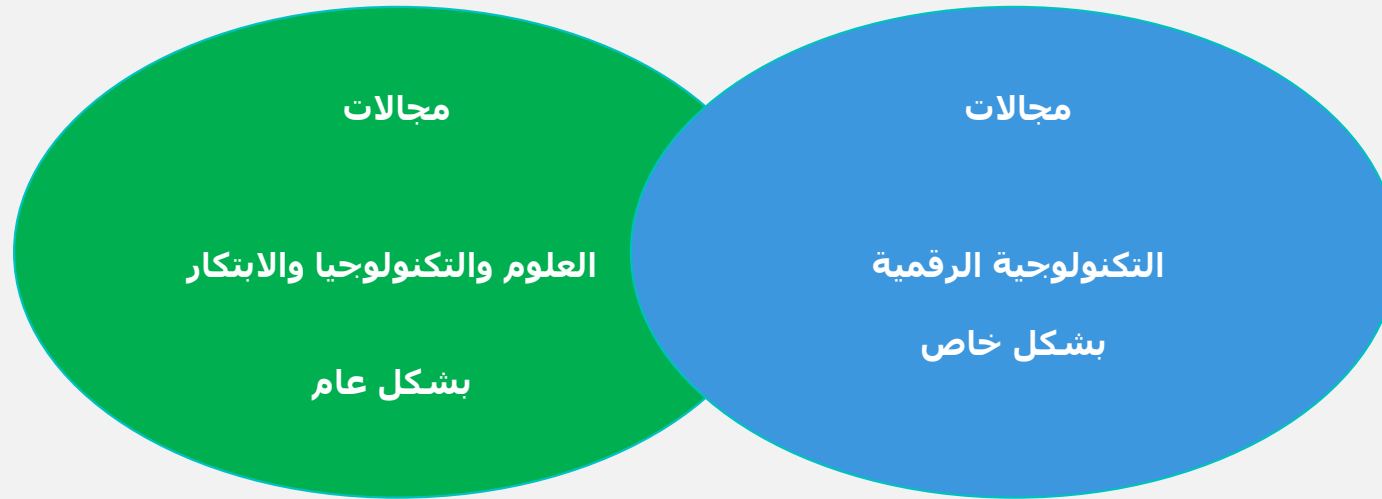 مجالات
التكنولوجية الرقمية
بشكل خاص
مجالات
العلوم والتكنولوجيا والابتكار
بشكل عام